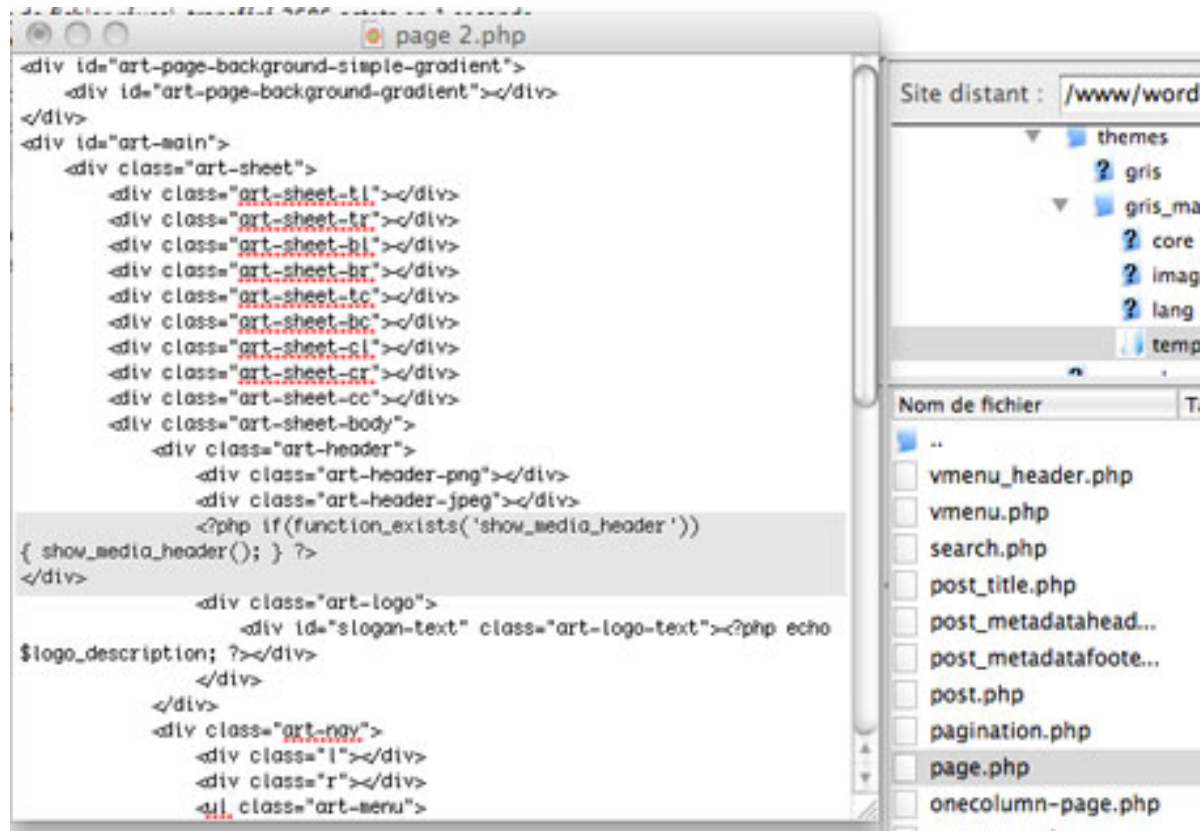 page 2.php
<div id="art-page-background-simple-gradient">
<div id="art-page-background-gradient"></div>
</div>
<div id="art-main">
<div class="art-sheet">
<div class="art-sheet-tl"></div>
<div class="art-sheet-tr"></div>
<div class="art-sheet-bl"></div>
<div class="art-sheet-br"></div>
<div class="art-sheet-tc"></div>
<div class="art-sheet-bc"></div>
<div class="art-sheet-cl"></div>
<div class="art-sheet-cr"></div>
<div class="art-sheet-cc"></div>
<div class="art-sheet-body">
<div class="art-header">
<div class="art-header-png"></div>
<div class="art-header-jpeg"></div>
<?php if(function_exists('show_media_header'))
{ show_media_header(); } ?>
</div>
<div class="art-logo">
<div id="slogan-text" class="art-logo-text"><?php echo
$logo_description; ?></div>
</div>
</div>
<div class="art-nav">
<div class="l"></div>
<div class="r"></div>
<ul class="art-menu">
Site distant : /www/word
themes
gris
gris_ma
core
imag
lang
temp
Nom de fichier
..
vmenu_header.php
vmenu.php
search.php
post_title.php
post_metadatahead...
post_metadatafoote...
post.php
pagination.php
page.php
onecolumn-page.php